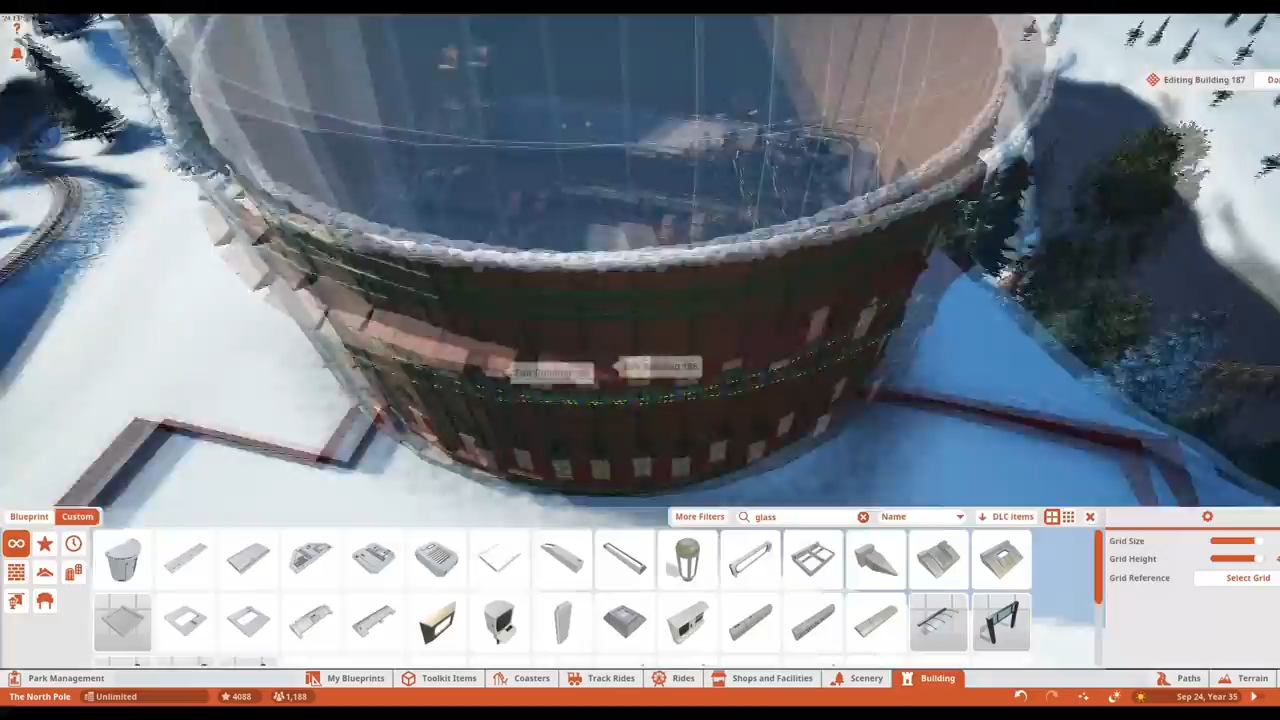 Editing Building 187
Blueprint
Custom
More Filters
glass
Name
DLC items
Grid Size
Grid Height
Grid Reference
Select Grid
Park Management
My Blueprints
Toolkit Items
Coasters
Track Rides
Rides
Shops and Facilities
Scenery
Building
Paths
Terrain
The North Pole
Unlimited
4088
1,188
Sep 24, Year 35